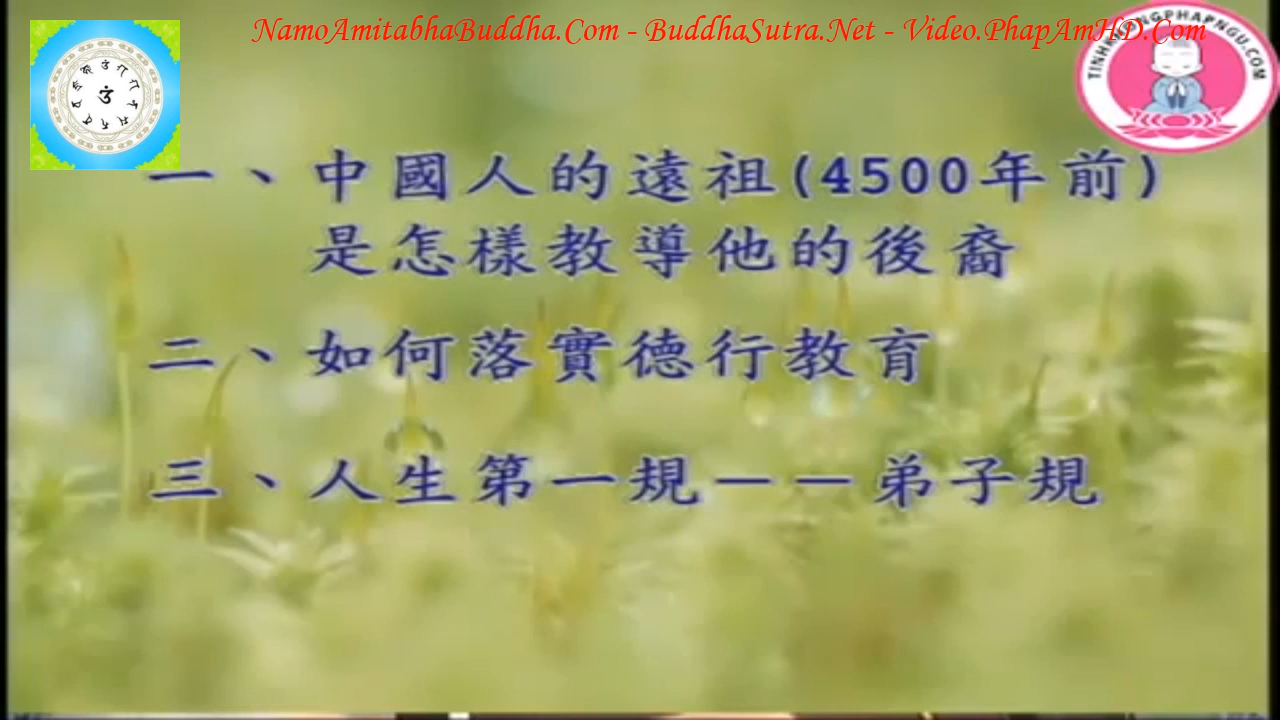 NamoAmitabhaBuddha.Com - BuddhaSutra.Net - Video.PhapAmHD.Com
TINHKHONGPHAPNGU.COM
一、中國人的遠祖(4500年前)
是怎樣教導他的後裔
二、如何落實德行教育
三、人生第一規－－弟子規